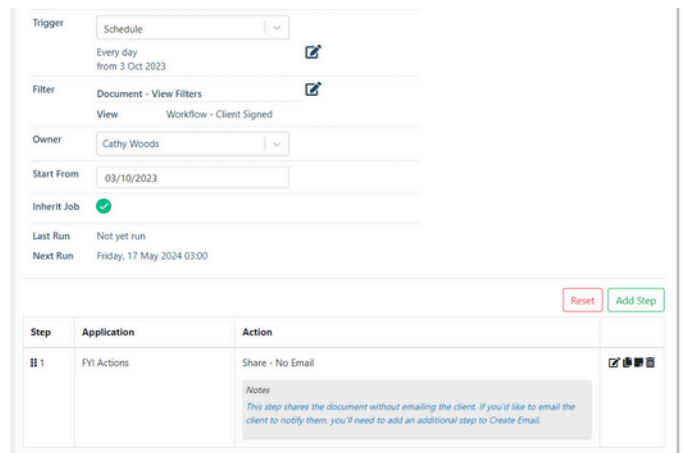 Trigger
Schedule
Every day
from 3 Oct 2023
Filter
Document - View Filters
View Workflow - Client Signed
Owner
Cathy Woods
Start From
03/10/2023
Inherit Job
Last Run Not yet run
Next Run Friday, 17 May 2024 03:00
Reset Add Step
Step Application Action
1 FYI Actions Share - No Email
Notes
This step shares the document without emailing the client. If you'd like to email the
client to notify them, you'll need to add an additional step to Create Email.